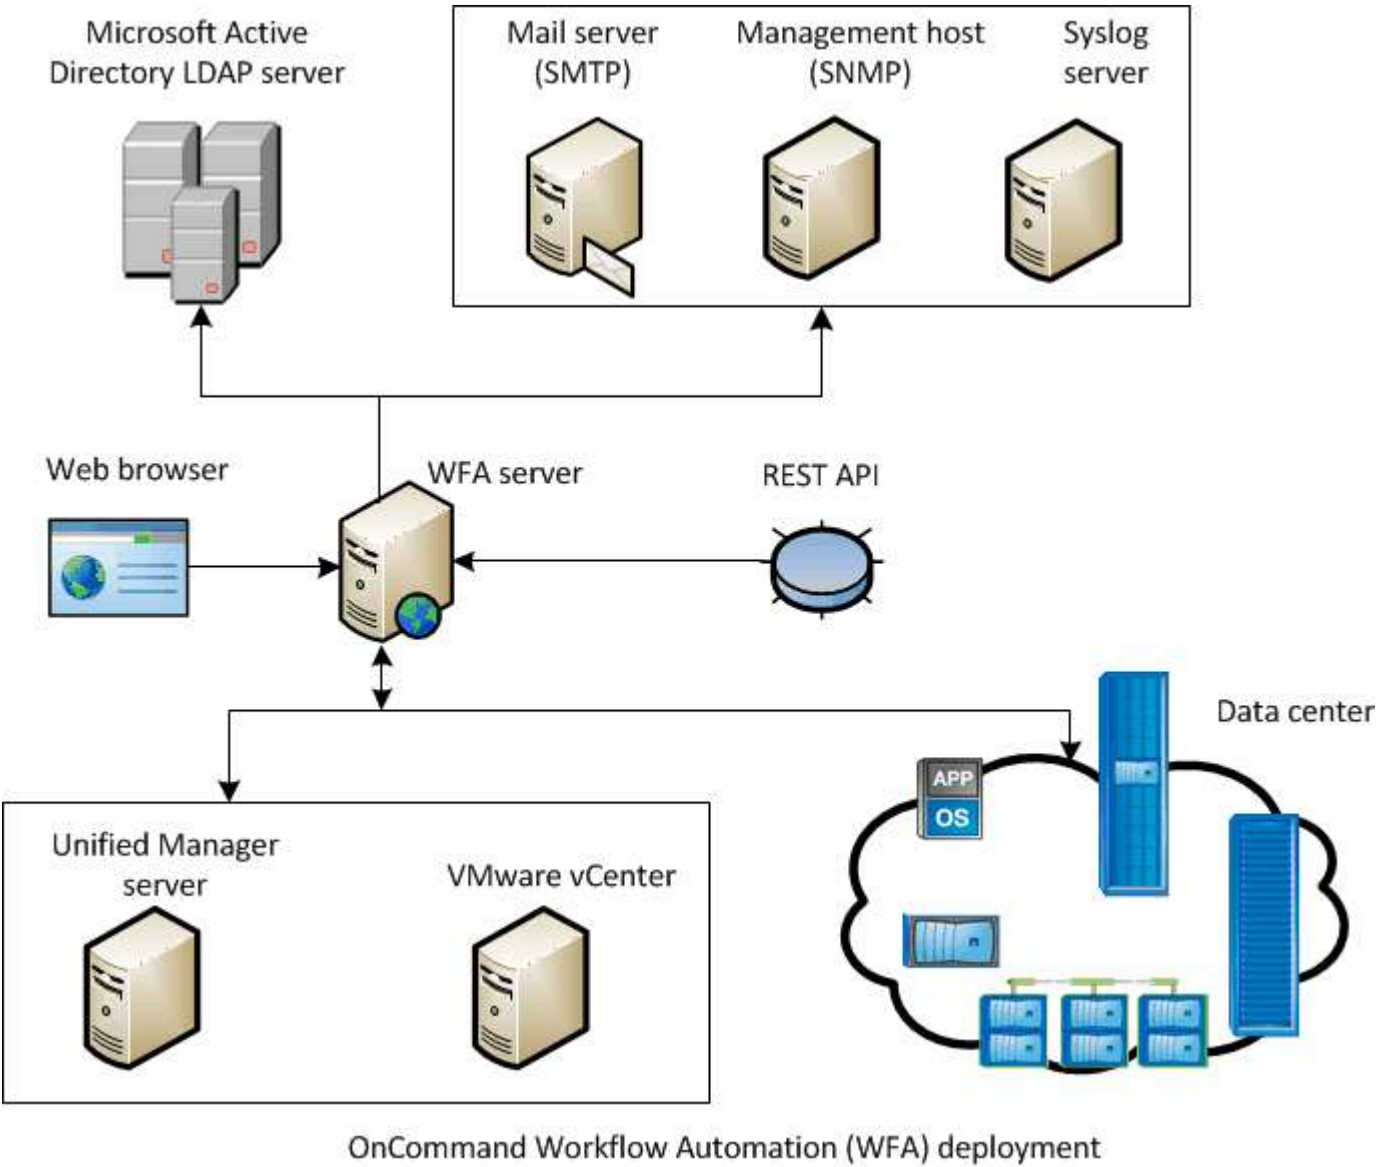 Microsoft Active
Directory LDAP server
Mail server
(SMTP)
Management host
(SNMP)
Syslog
server
Web browser
WFA server
REST API
Data center
APP
OS
Unified Manager
server
VMware vCenter
OnCommand Workflow Automation (WFA) deployment